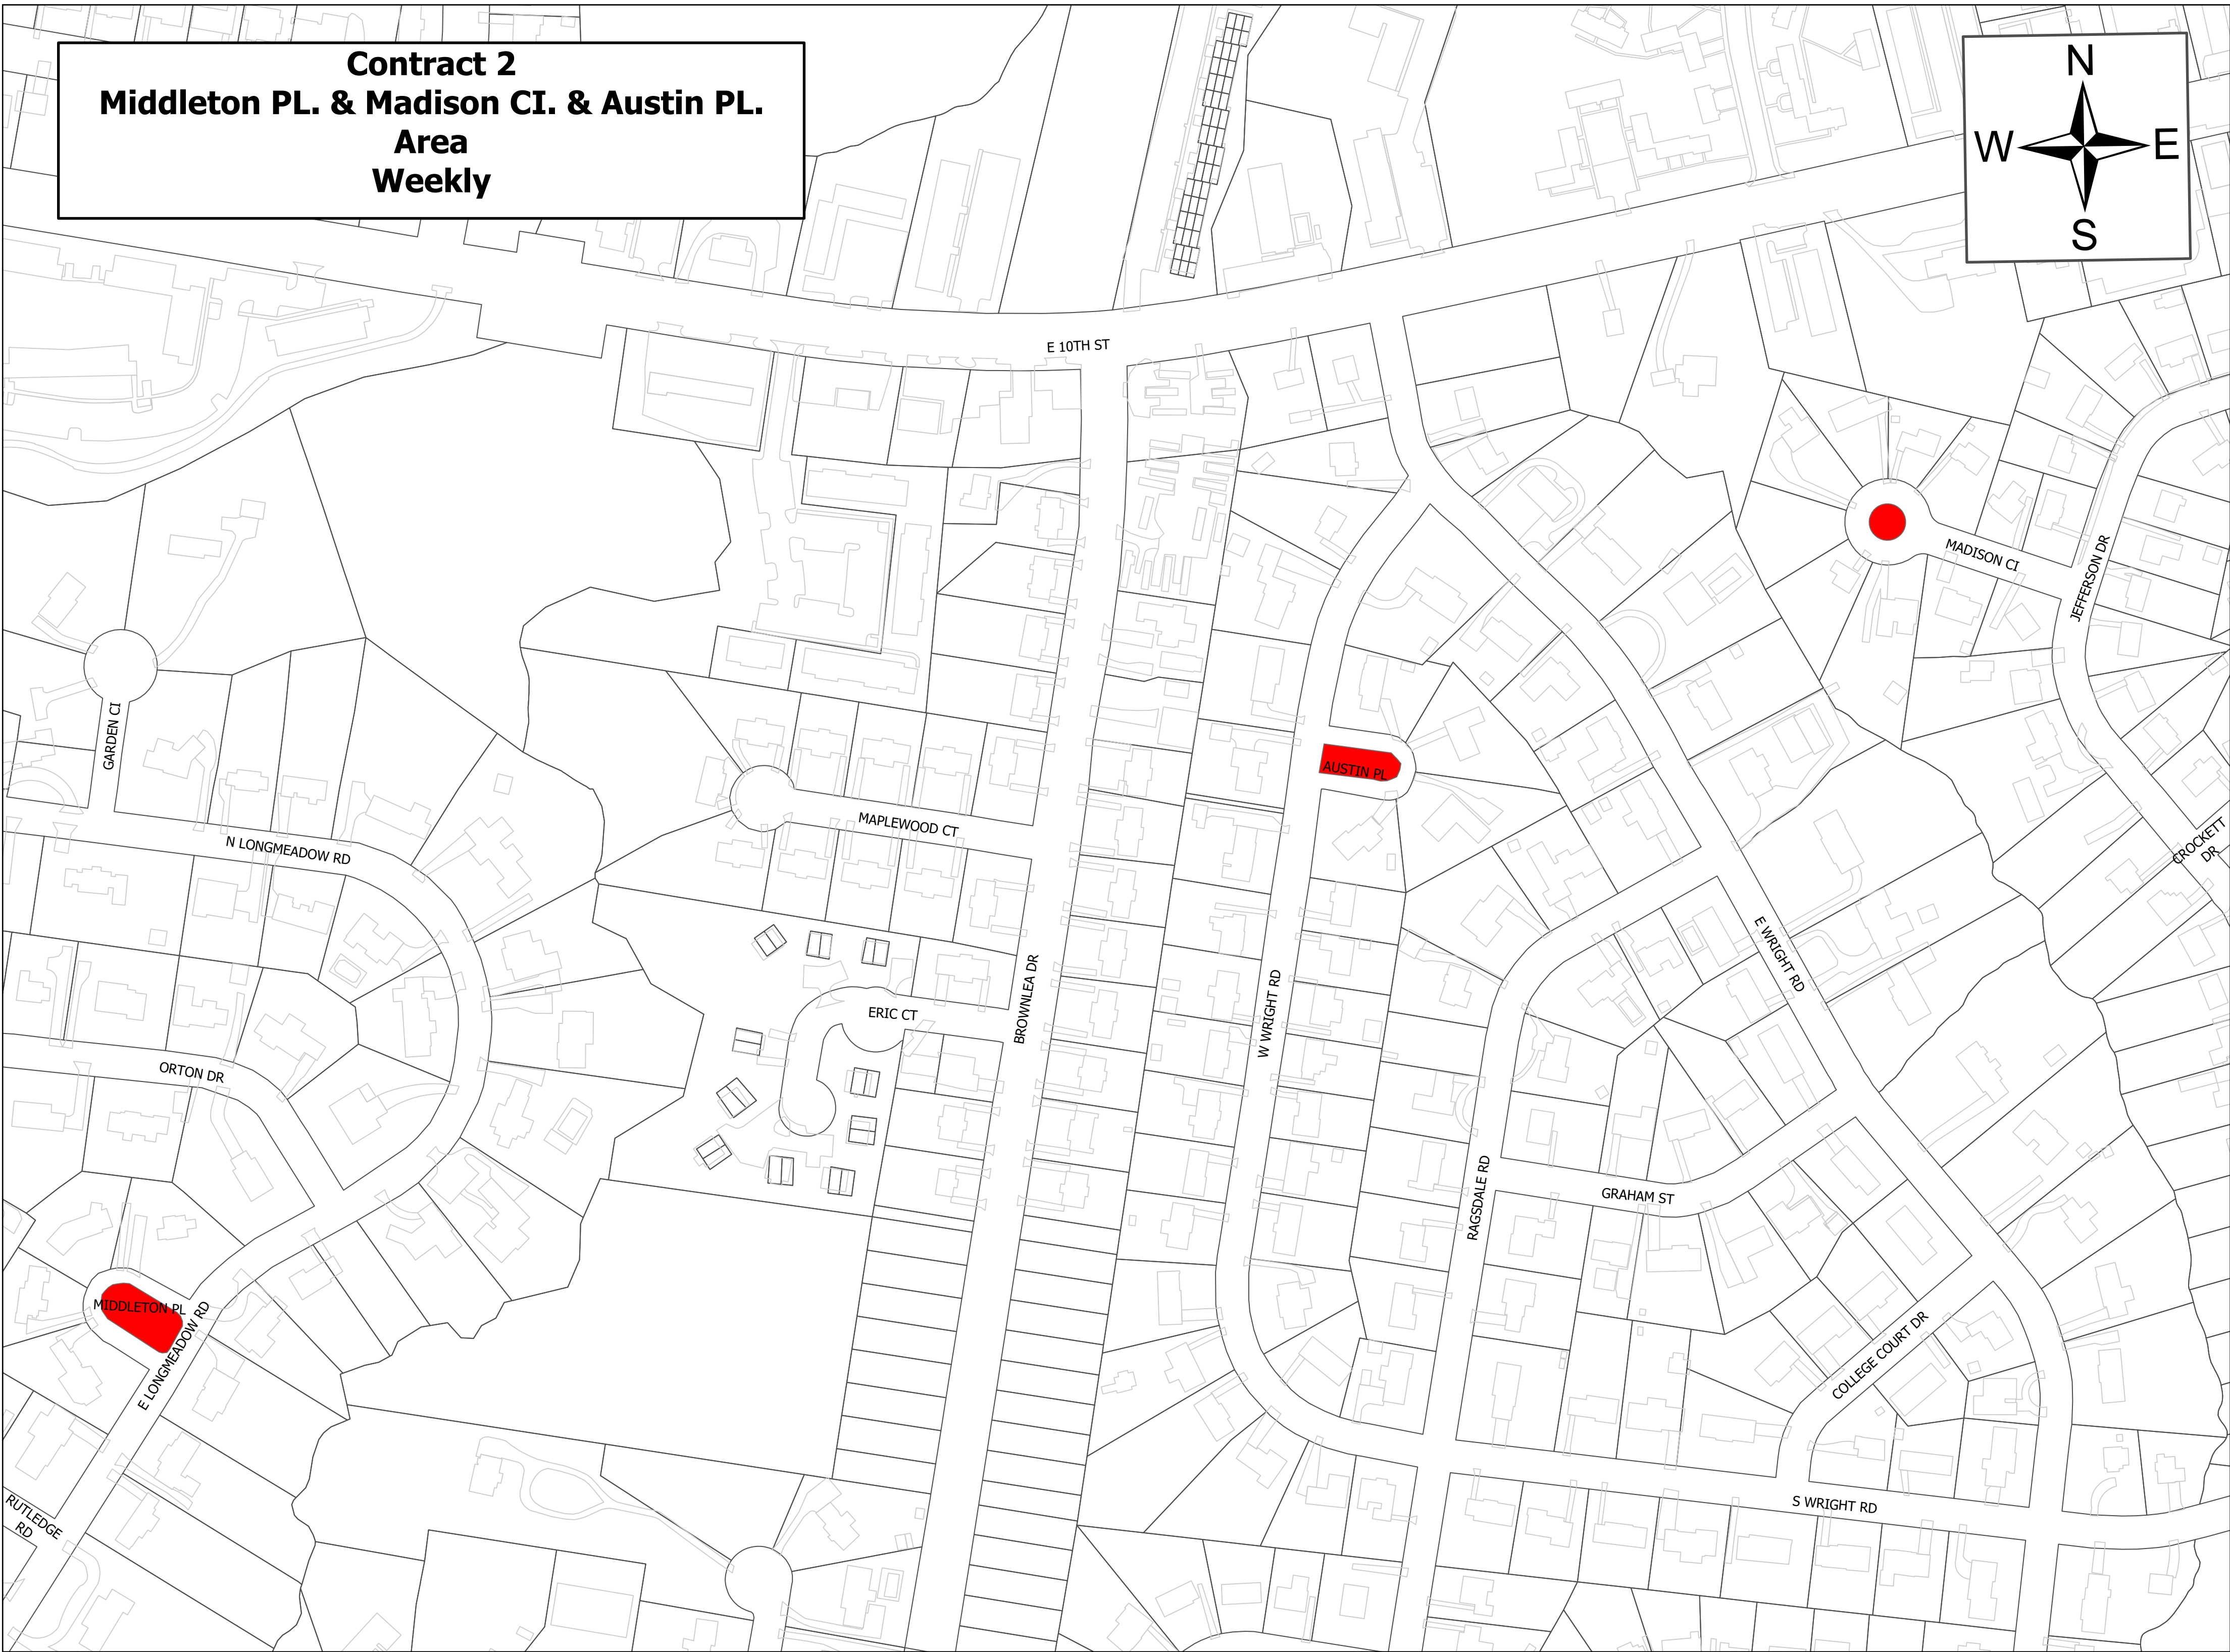 Contract 2
Middleton PL. & Madison CI. & Austin PL.
Area
Weekly
N
W E
S
E 10TH ST
MADISON CI
JEFFERSON DR
GARDEN CI
AUSTIN PL
MAPLEWOOD CT
N LONGMEADOW RD
CROCKETT
DR
E WRIGHT RD
BROWNLEA DR
W WRIGHT RD
ERIC CT
ORTON DR
RAGSDALE RD
GRAHAM ST
MIDDLETON PL
E LONGMEADOW RD
COLLEGE COURT DR
S WRIGHT RD
RUTLEDGE
RD